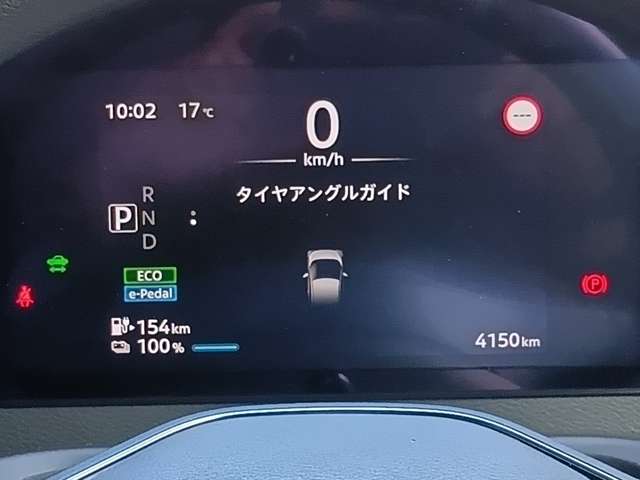 10:02 17℃
0
km/h
---
タイヤアングルガイド
R
P N
D
ECO
e-Pedal
154km
100%
4150km
P